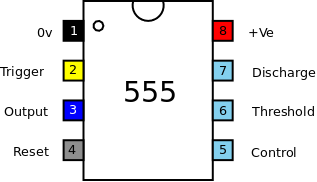 0v 1 8 +Ve
Trigger 2 7 Discharge
555
Output 3 6 Threshold
Reset 4 5 Control